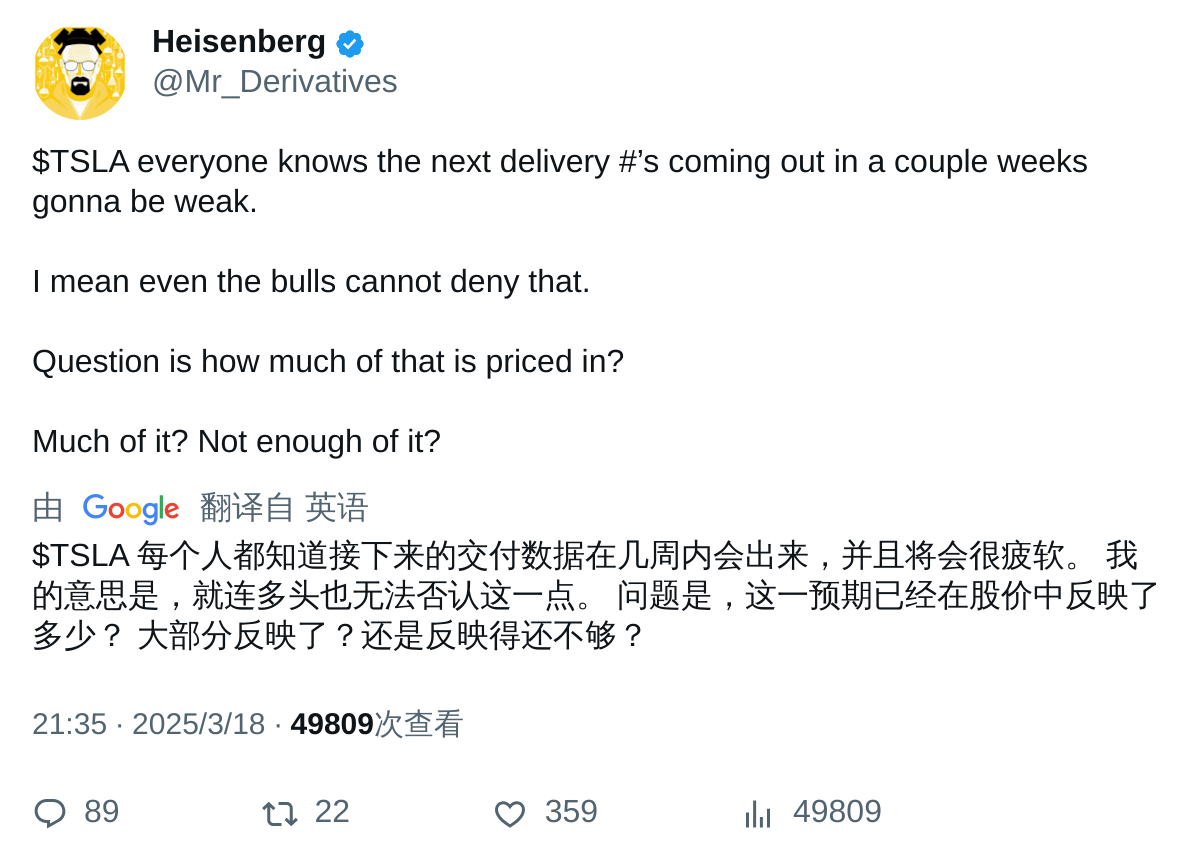 Heisenberg
@Mr_Derivatives
$TSLA everyone knows the next delivery #’s coming out in a couple weeks
gonna be weak.
I mean even the bulls cannot deny that.
Question is how much of that is priced in?
Much of it? Not enough of it?
由 Google 翻译自 英语
$TSLA 每个人都知道接下来的交付数据在几周内会出来，并且将会很疲软。 我
的意思是，就连多头也无法否认这一点。 问题是，这一预期已经在股价中反映了
多少？ 大部分反映了？还是反映得还不够？
21:35 · 2025/3/18 · 49809次查看
89 22 359 49809